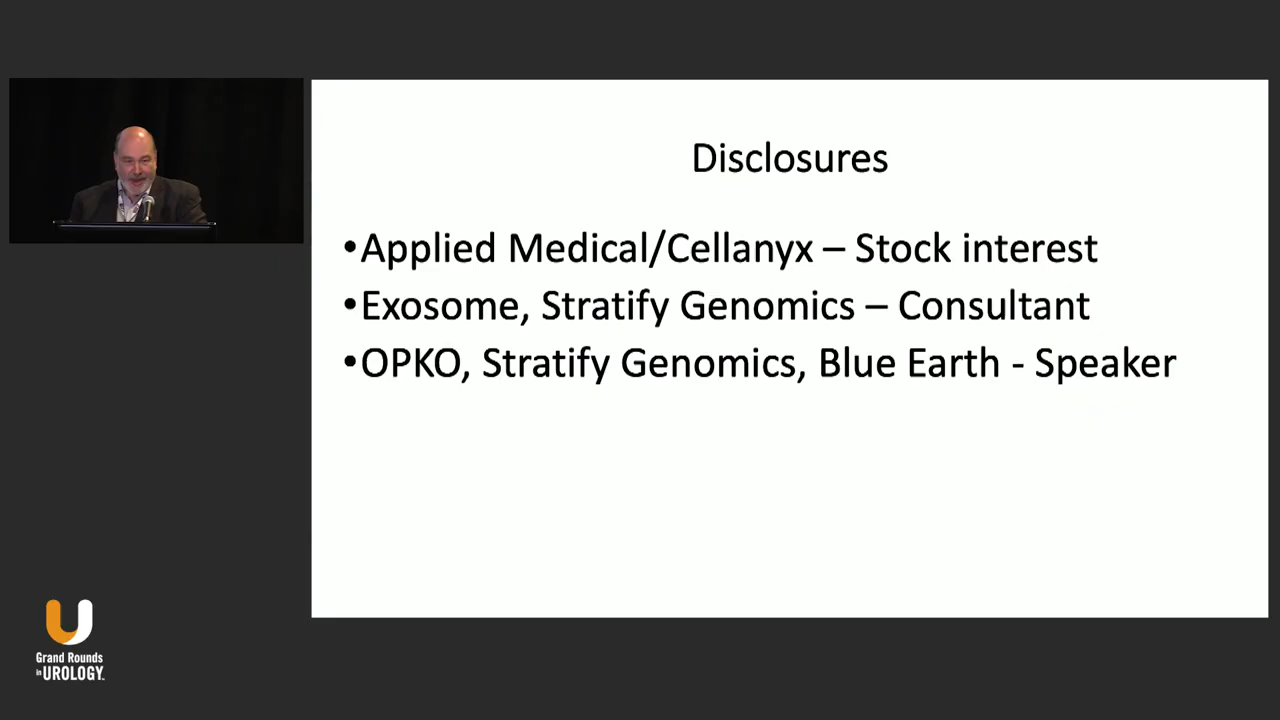 Disclosures
•Applied Medical/Cellanyx – Stock interest
•Exosome, Stratify Genomics – Consultant
•OPKO, Stratify Genomics, Blue Earth - Speaker
Grand Rounds
in UROLOGY